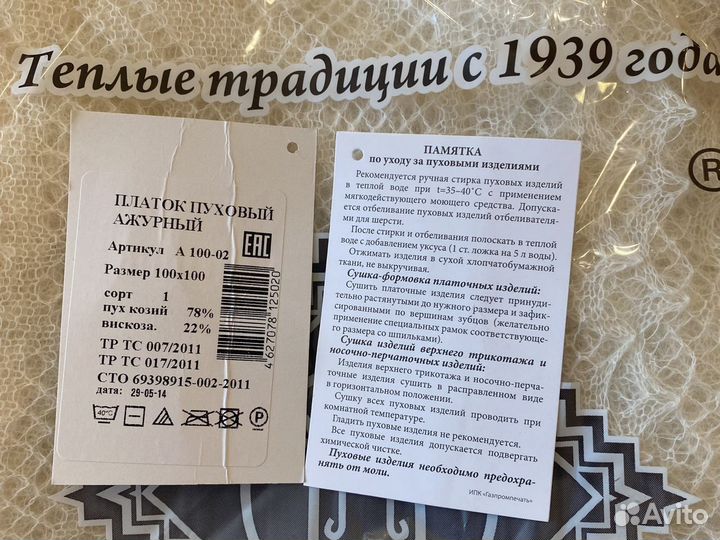 Теплые традиции с 1939 года
®
ПЛАТОК ПУХОВЫЙ
АЖУРНЫЙ
Артикул А 100-02
EAC
Размер 100х100
сорт 1
пух козий 78%
вискоза. 22%
ТР ТС 007/2011
ТР ТС 017/2011
СТО 69398915-002-2011
дата: 29-05-14
40°C
P
4 627078 125020
ПАМЯТКА
по уходу за пуховыми изделиями
Рекомендуется ручная стирка пуховых изделий
в теплой воде при t=35–40°С с применением
мягкодействующего моющего средства. Допуска-
ется отбеливание пуховых изделий отбеливателя-
ми для шерсти.
После стирки и отбеливания полоскать в теплой
воде с добавлением уксуса (1 ст. ложка на 5 л воды).
Отжимать изделия в сухой хлопчатобумажной
ткани, не выкручивая.
Сушка-формовка платочных изделий:
Сушить платочные изделия следует принуди-
тельно растянутыми до нужного размера и зафик-
сированными по вершинам зубцов (желательно
применение специальных рамок соответствующе-
го размера со шпильками).
Сушка изделий верхнего трикотажа и
носочно-перчаточных изделий:
Изделия верхнего трикотажа и носочно-перча-
точные изделия сушить в расправленном виде
в горизонтальном положении.
Сушку всех пуховых изделий проводить при
комнатной температуре.
Гладить пуховые изделия не рекомендуется.
Все пуховые изделия допускается подвергать
химической чистке.
Пуховые изделия необходимо предохра-
нять от моли.
ИПК «Газпромпечать»
Avito